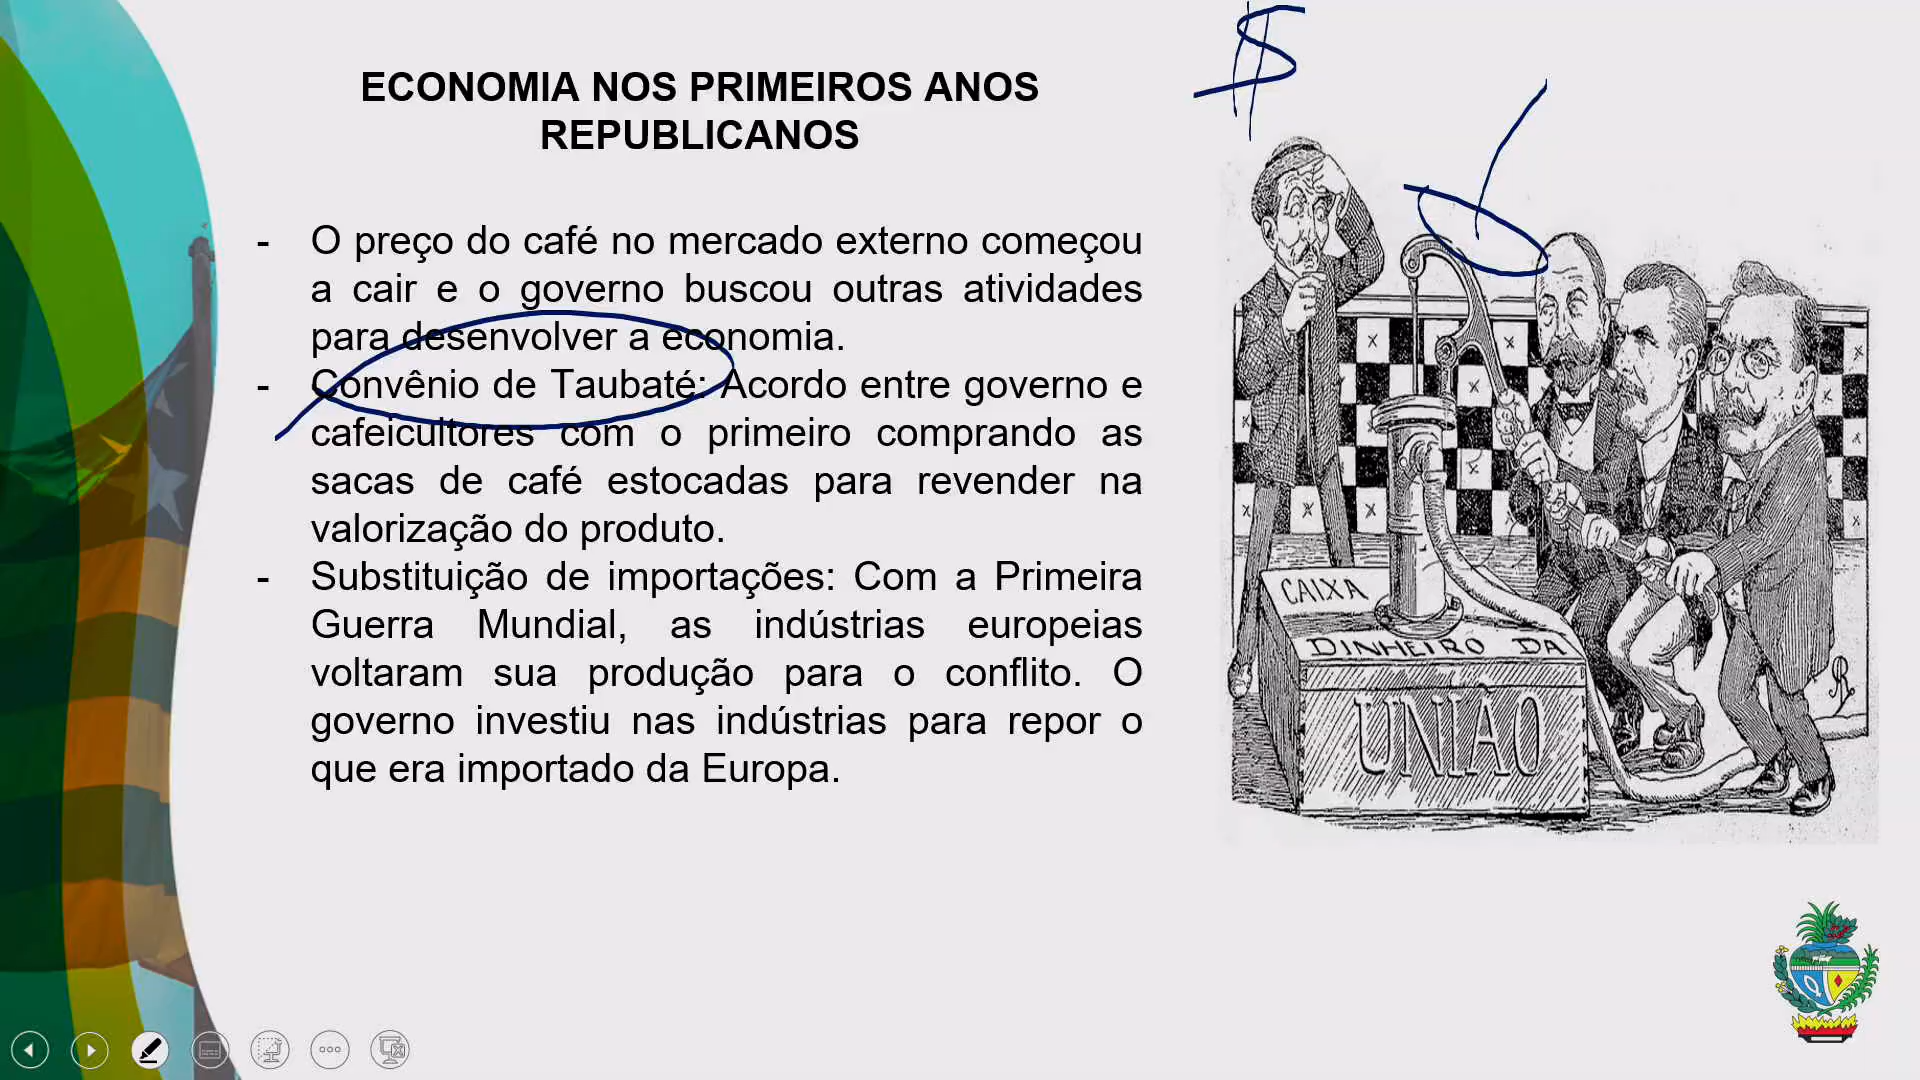 ECONOMIA NOS PRIMEIROS ANOS
REPUBLICANOS
- O preço do café no mercado externo começou
a cair e o governo buscou outras atividades
para desenvolver a economia.
- Convênio de Taubaté: Acordo entre governo e
cafeicultores com o primeiro comprando as
sacas de café estocadas para revender na
valorização do produto.
- Substituição de importações: Com a Primeira
Guerra Mundial, as indústrias europeias
voltaram sua produção para o conflito. O
governo investiu nas indústrias para repor o
que era importado da Europa.
$
CAIXA
DINHEIRO DA
UNIÃO